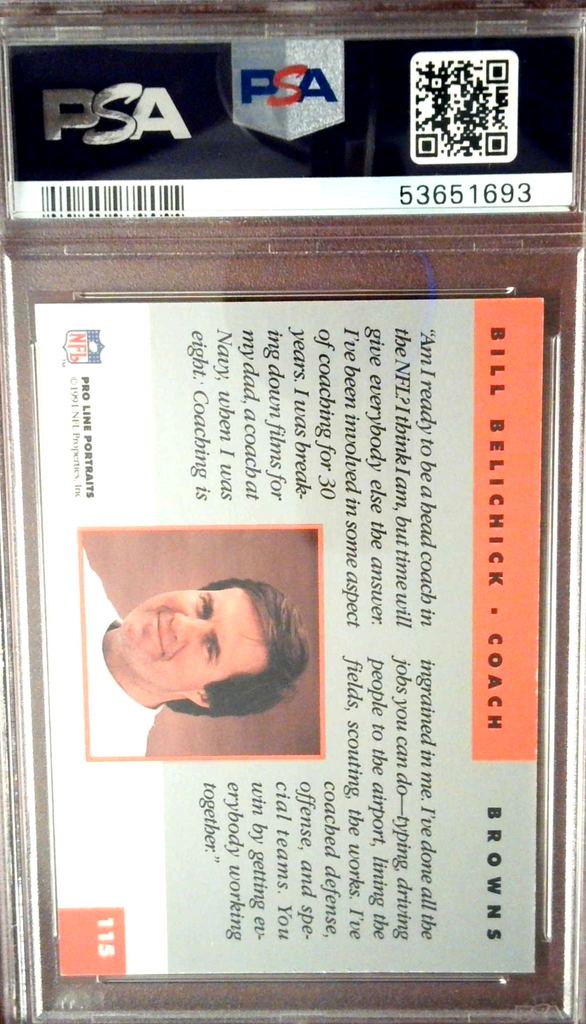 PSA
PSA
53651693
BILL BELICHICK · COACH BROWNS
"Am I ready to be a head coach in
the NFL? I think I am, but time will
give everybody else the answer.
I've been involved in some aspect
of coaching for 30
years. I was break-
ing down films for
my dad, a coach at
Navy, when I was
eight. Coaching is
ingrained in me. I've done all the
jobs you can do—typing, driving
people to the airport, lining the
fields, scouting, the works. I've
coached defense,
offense, and spe-
cial teams. You
win by getting ev-
erybody working
together."
NFL
PRO LINE PORTRAITS
©1991 NFL Properties, Inc.
115